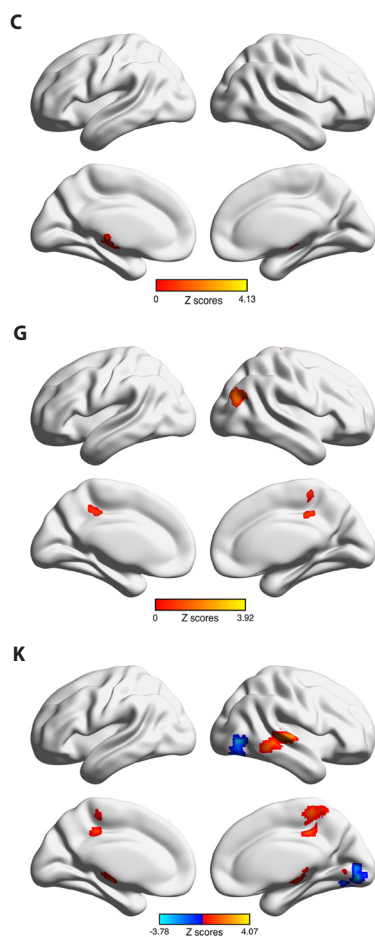 C
0 Z scores 4.13
G
0 Z scores 3.92
K
-3.78 Z scores 4.07